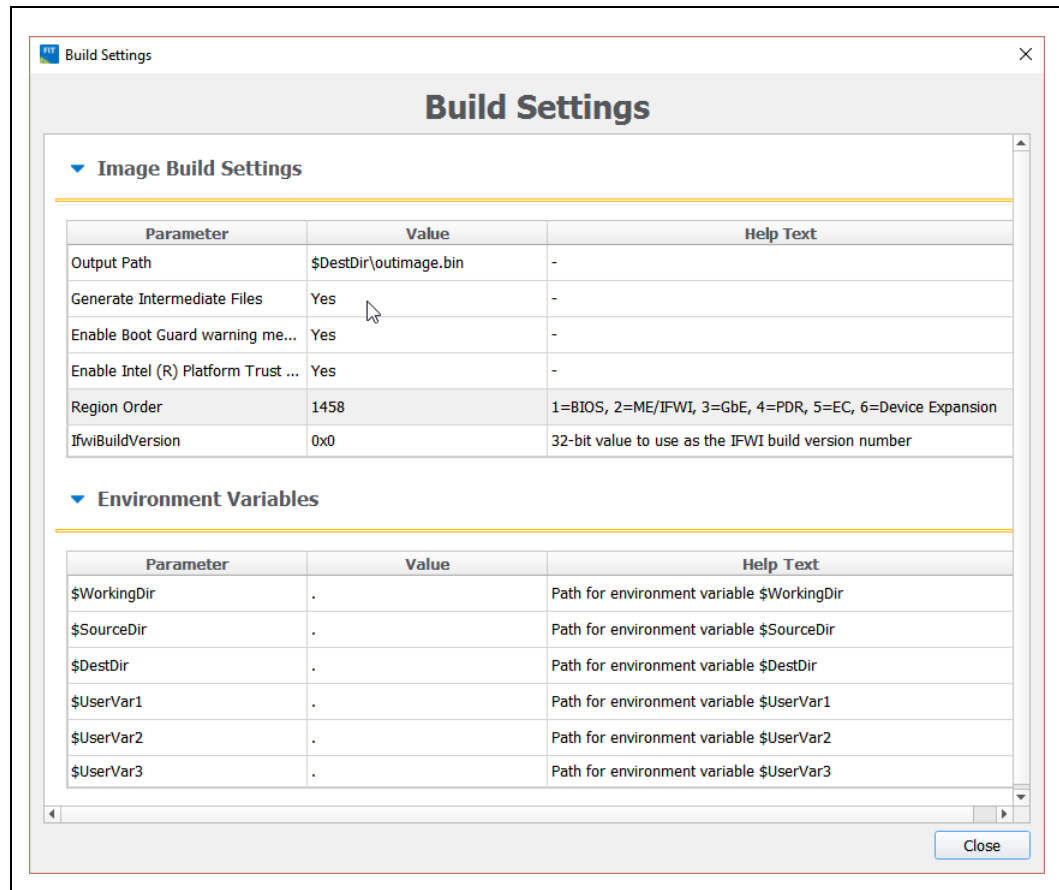 FIT Build Settings
Build Settings
Image Build Settings
Parameter Value Help Text
Output Path $DestDir\outimage.bin -
Generate Intermediate Files Yes -
Enable Boot Guard warning me... Yes -
Enable Intel (R) Platform Trust ... Yes -
Region Order 1458 1=BIOS, 2=ME/IFWI, 3=GbE, 4=PDR, 5=EC, 6=Device Expansion
IfwiBuildVersion 0x0 32-bit value to use as the IFWI build version number
Environment Variables
Parameter Value Help Text
$WorkingDir . Path for environment variable $WorkingDir
$SourceDir . Path for environment variable $SourceDir
$DestDir . Path for environment variable $DestDir
$UserVar1 . Path for environment variable $UserVar1
$UserVar2 . Path for environment variable $UserVar2
$UserVar3 . Path for environment variable $UserVar3
Close